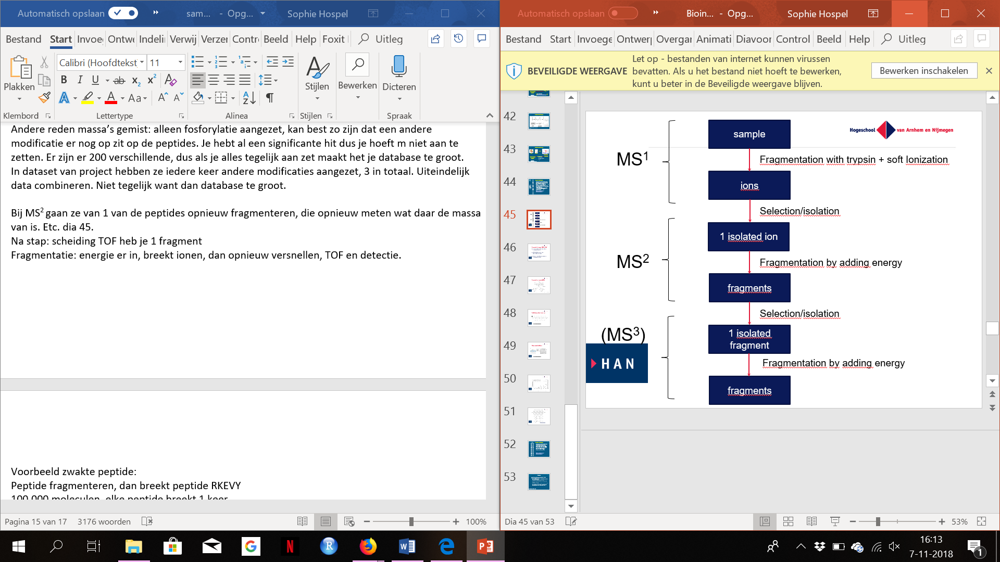 Automatisch opslaan
sam... - Opg...
Sophie Hospel
Bestand Start Invoe Ontwe Indeli Verwij Verzer Contr Beeld Help Foxit Uitleg
Plakken
Klembord
Calibri (Hoofdtekst 11
B I U ab x₂ x² A
A A Aa A A
Lettertype
Alinea
Stijlen
Stijlen
Bewerken
Dicteren
Spraak
Andere reden massa's gemist: alleen fosforylatie aangezet, kan best zo zijn dat een andere
modificatie er nog op zit op de peptides. Je hebt al een significante hit dus je hoeft m niet aan te
zetten. Er zijn er 200 verschillende, dus als je alles tegelijk aan zet maakt het je database te groot.
In dataset van project hebben ze iedere keer andere modificaties aangezet, 3 in totaal. Uiteindelijk
data combineren. Niet tegelijk want dan database te groot.
Bij MS² gaan ze van 1 van de peptides opnieuw fragmenteren, die opnieuw meten wat daar de massa
van is. Etc. dia 45.
Na stap: scheiding TOF heb je 1 fragment
Fragmentatie: energie er in, breekt ionen, dan opnieuw versnellen, TOF en detectie.
Voorbeeld zwakte peptide:
Peptide fragmenteren, dan breekt peptide RKEVY
100.000 moleculen, elke peptide breekt 1 keer
Pagina 15 van 17 3176 woorden 100%
Automatisch opslaan
Bioin... - Opg...
Sophie Hospel
Bestand Start Invoege Ontwerp Overgar Animati Diavoor Control Beeld Help Uitleg
BEVEILIGDE WEERGAVE
Let op - bestanden van internet kunnen virussen
bevatten. Als u het bestand niet hoeft te bewerken,
kunt u beter in de Beveiligde weergave blijven.
Bewerken inschakelen
42
43
44
45
46
47
48
49
50
51
52
53
Hogeschool van Arnhem en Nijmegen
MS¹
sample
Fragmentation with trypsin + soft Ionization
ions
Selection/isolation
MS²
1 isolated ion
Fragmentation by adding energy
fragments
Selection/isolation
(MS³)
1 isolated
fragment
Fragmentation by adding energy
fragments
HAN
Dia 45 van 53 53%
16:13
7-11-2018
1